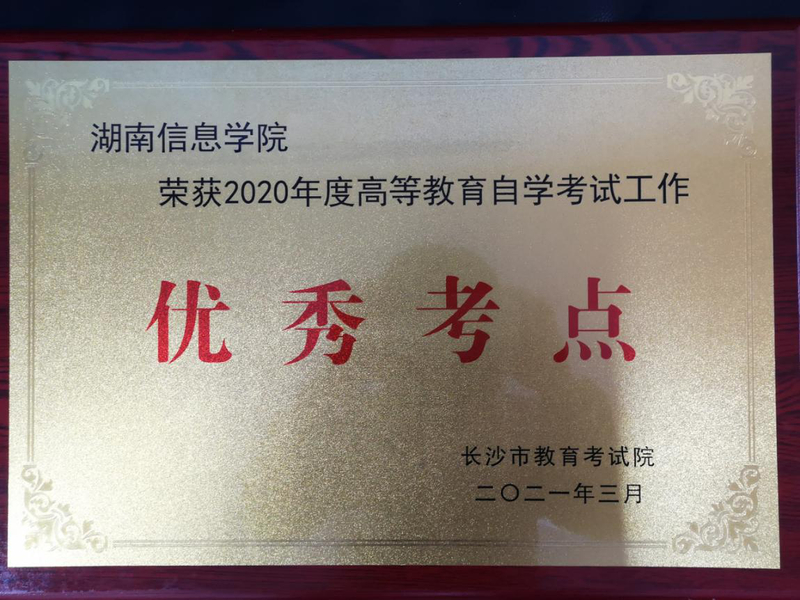 湖南信息学院
荣获2020年度高等教育自学考试工作
优秀考点
长沙市教育考试院
二〇二一年三月